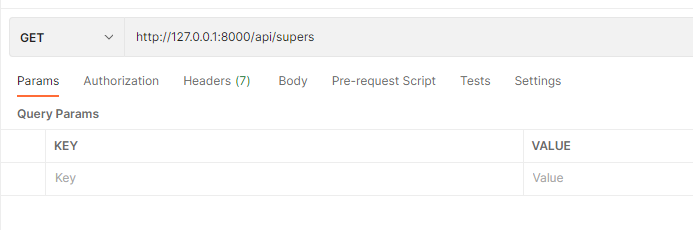 GET http://127.0.0.1:8000/api/supers
Params Authorization Headers (7) Body Pre-request Script Tests Settings
Query Params
KEY VALUE
Key Value